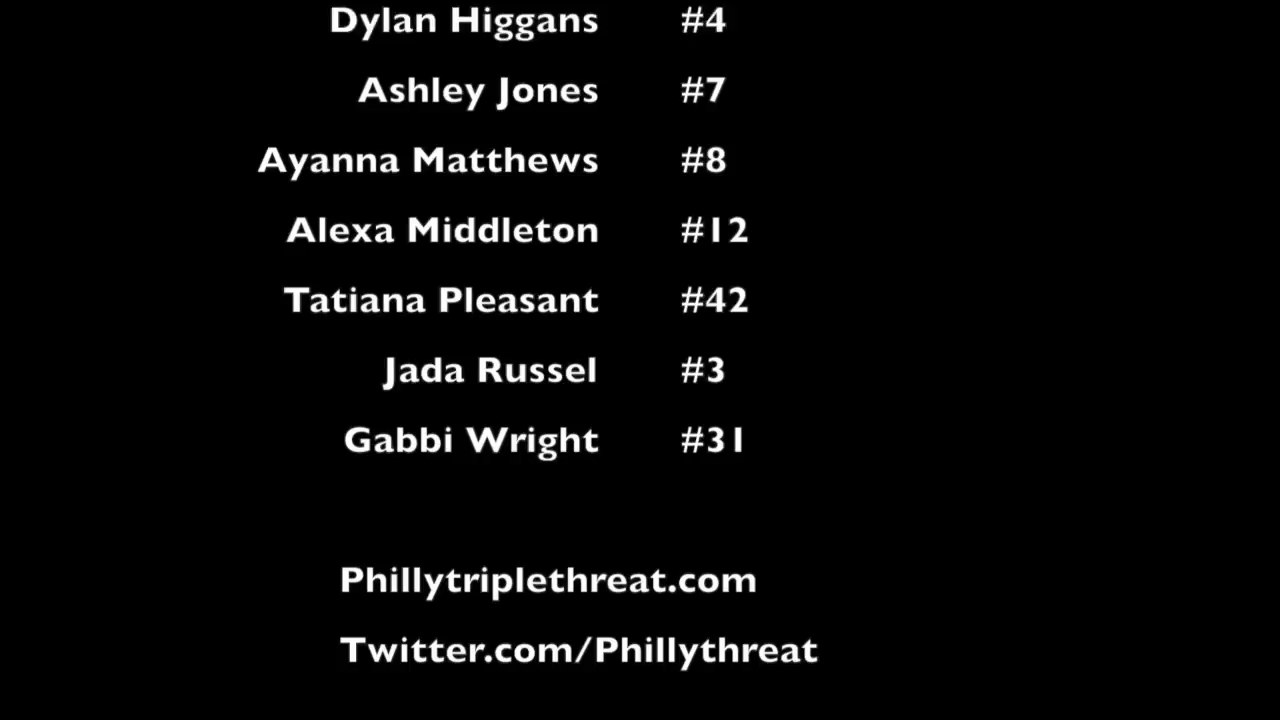 Dylan Higgans #4
Ashley Jones #7
Ayanna Matthews #8
Alexa Middleton #12
Tatiana Pleasant #42
Jada Russel #3
Gabbi Wright #31
Phillytriplethreat.com
Twitter.com/Phillythreat